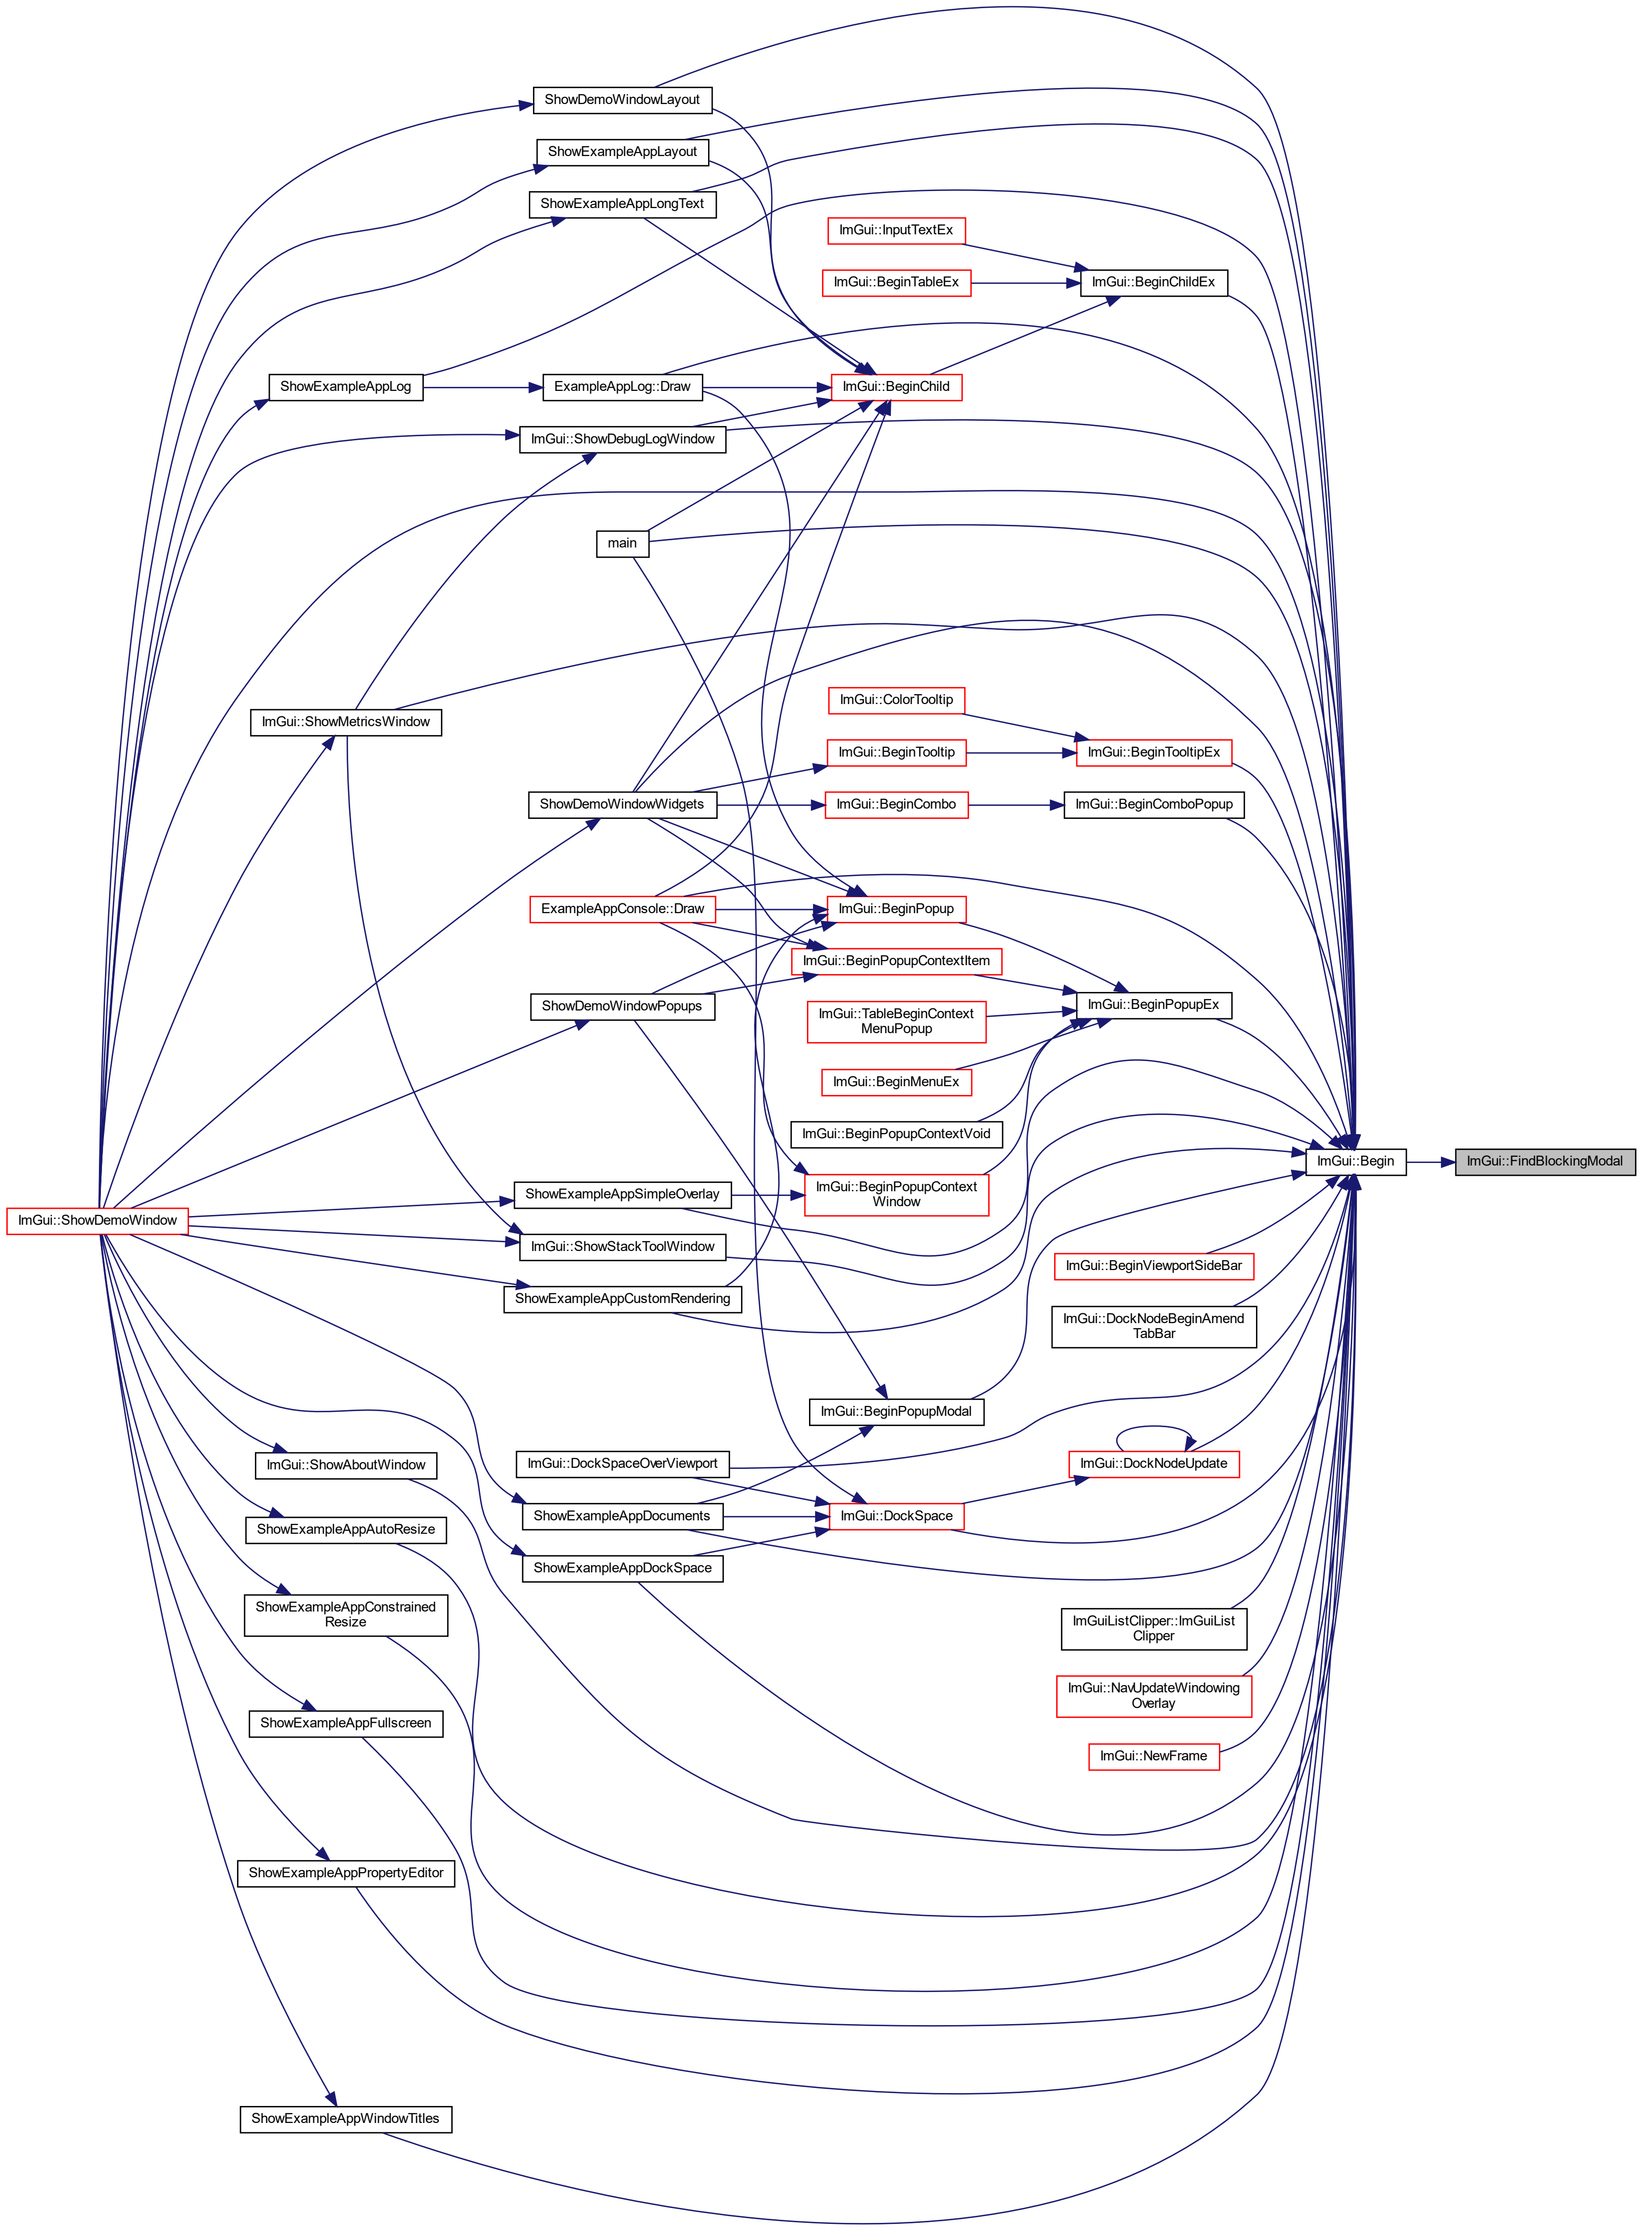 ShowDemoWindowLayout
ShowExampleAppLayout
ShowExampleAppLongText
ImGui::InputTextEx
ImGui::BeginTableEx
ImGui::BeginChildEx
ShowExampleAppLog
ExampleAppLog::Draw
ImGui::BeginChild
ImGui::ShowDebugLogWindow
main
ImGui::ShowMetricsWindow
ImGui::ColorTooltip
ImGui::BeginTooltip
ImGui::BeginTooltipEx
ShowDemoWindowWidgets
ImGui::BeginCombo
ImGui::BeginComboPopup
ExampleAppConsole::Draw
ImGui::BeginPopup
ImGui::BeginPopupContextItem
ShowDemoWindowPopups
ImGui::TableBeginContext
MenuPopup
ImGui::BeginPopupEx
ImGui::BeginMenuEx
ImGui::BeginPopupContextVoid
ImGui::Begin
ImGui::FindBlockingModal
ShowExampleAppSimpleOverlay
ImGui::BeginPopupContext
Window
ImGui::ShowDemoWindow
ImGui::ShowStackToolWindow
ImGui::BeginViewportSideBar
ShowExampleAppCustomRendering
ImGui::DockNodeBeginAmend
TabBar
ImGui::BeginPopupModal
ImGui::ShowAboutWindow
ImGui::DockSpaceOverViewport
ImGui::DockNodeUpdate
ShowExampleAppDocuments
ImGui::DockSpace
ShowExampleAppAutoResize
ShowExampleAppDockSpace
ShowExampleAppConstrained
Resize
ImGuiListClipper::ImGuiList
Clipper
ImGui::NavUpdateWindowing
Overlay
ShowExampleAppFullscreen
ImGui::NewFrame
ShowExampleAppPropertyEditor
ShowExampleAppWindowTitles